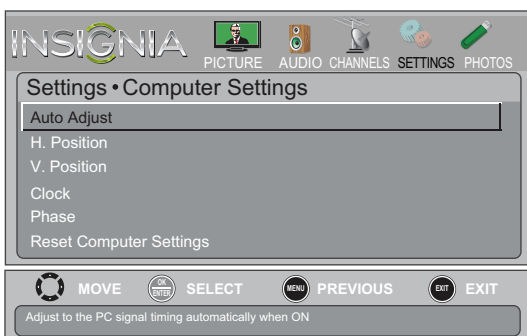 INSIGNIA
PICTURE AUDIO CHANNELS SETTINGS PHOTOS
Settings • Computer Settings
Auto Adjust
H. Position
V. Position
Clock
Phase
Reset Computer Settings
MOVE OK ENTER SELECT MENU PREVIOUS EXIT EXIT
Adjust to the PC signal timing automatically when ON